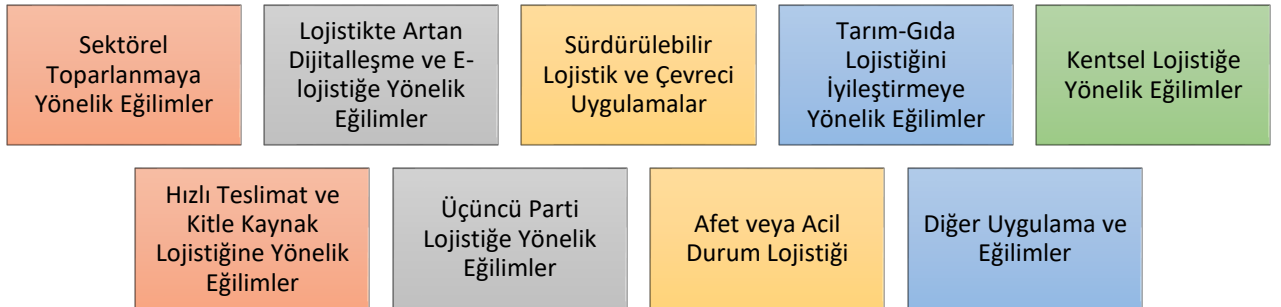 Sektörel
Toparlanmaya
Yönelik Eğilimler
Lojistikte Artan
Dijitalleşme ve E-
lojistiğe Yönelik
Eğilimler
Sürdürülebilir
Lojistik ve Çevreci
Uygulamalar
Tarım-Gıda
Lojistiğini
İyileştirmeye
Yönelik Eğilimler
Kentsel Lojistiğe
Yönelik Eğilimler
Hızlı Teslimat ve
Kitle Kaynak
Lojistiğine Yönelik
Eğilimler
Üçüncü Parti
Lojistiğe Yönelik
Eğilimler
Afet veya Acil
Durum Lojistiği
Diğer Uygulama ve
Eğilimler